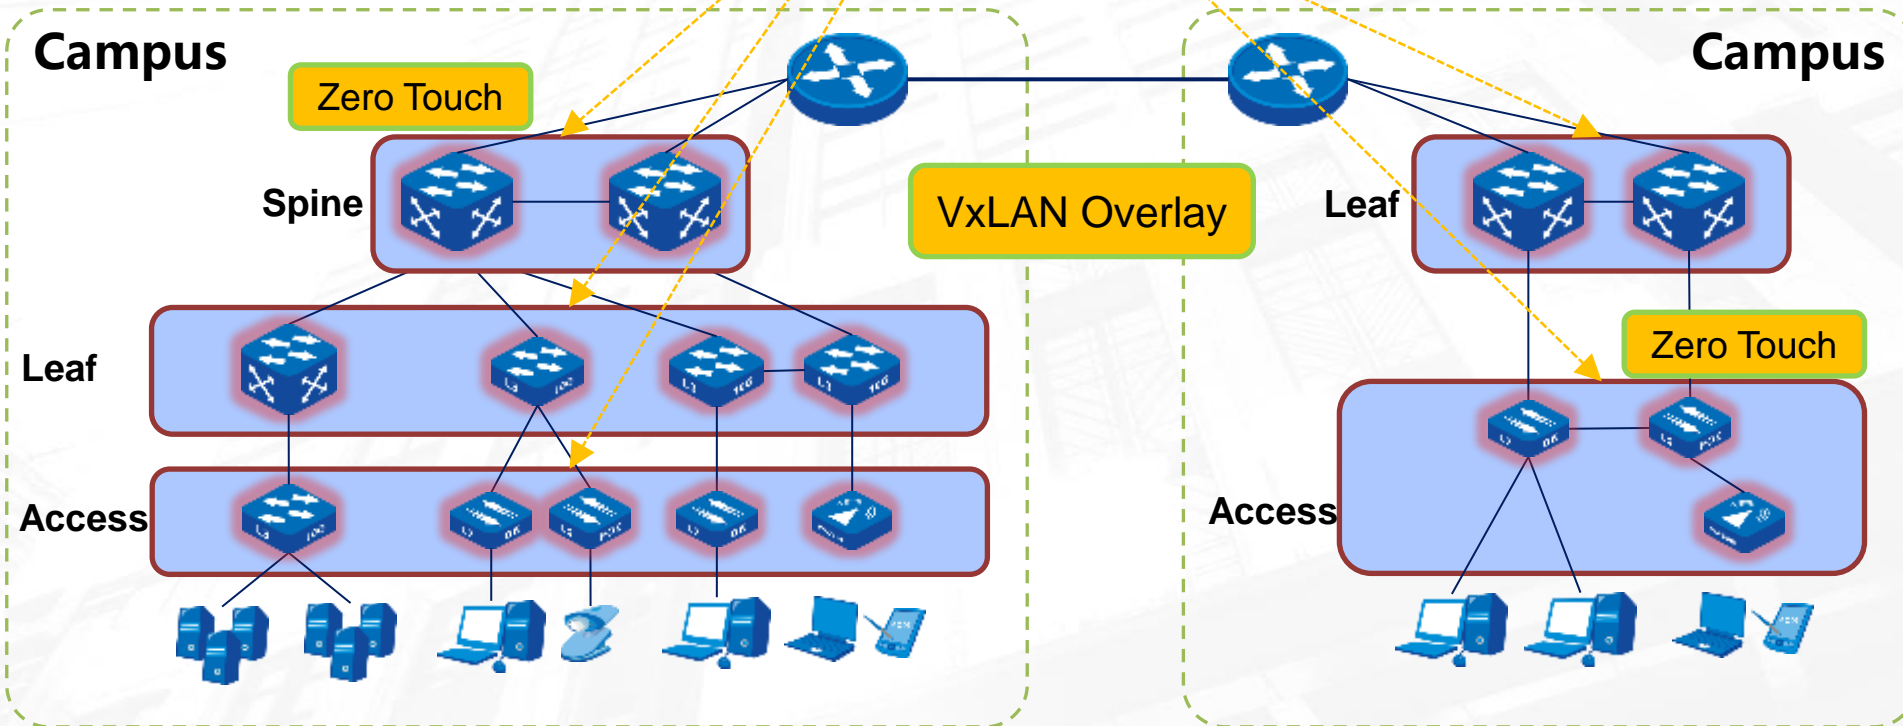 Campus
Campus
Zero Touch
Spine
VxLAN Overlay
Leaf
Zero Touch
Leaf
Access
Access